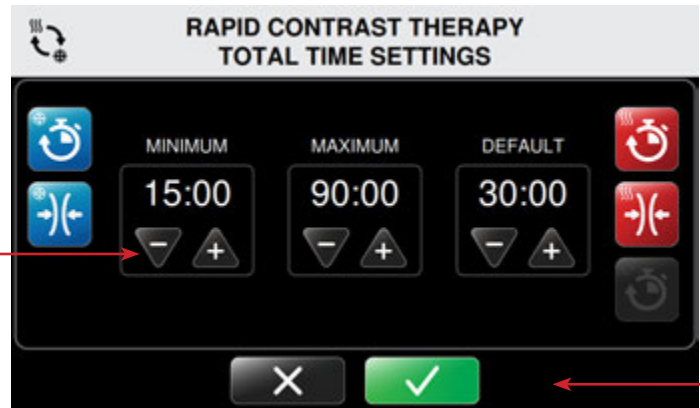 RAPID CONTRAST THERAPY
TOTAL TIME SETTINGS
MINIMUM MAXIMUM DEFAULT
15:00 90:00 30:00